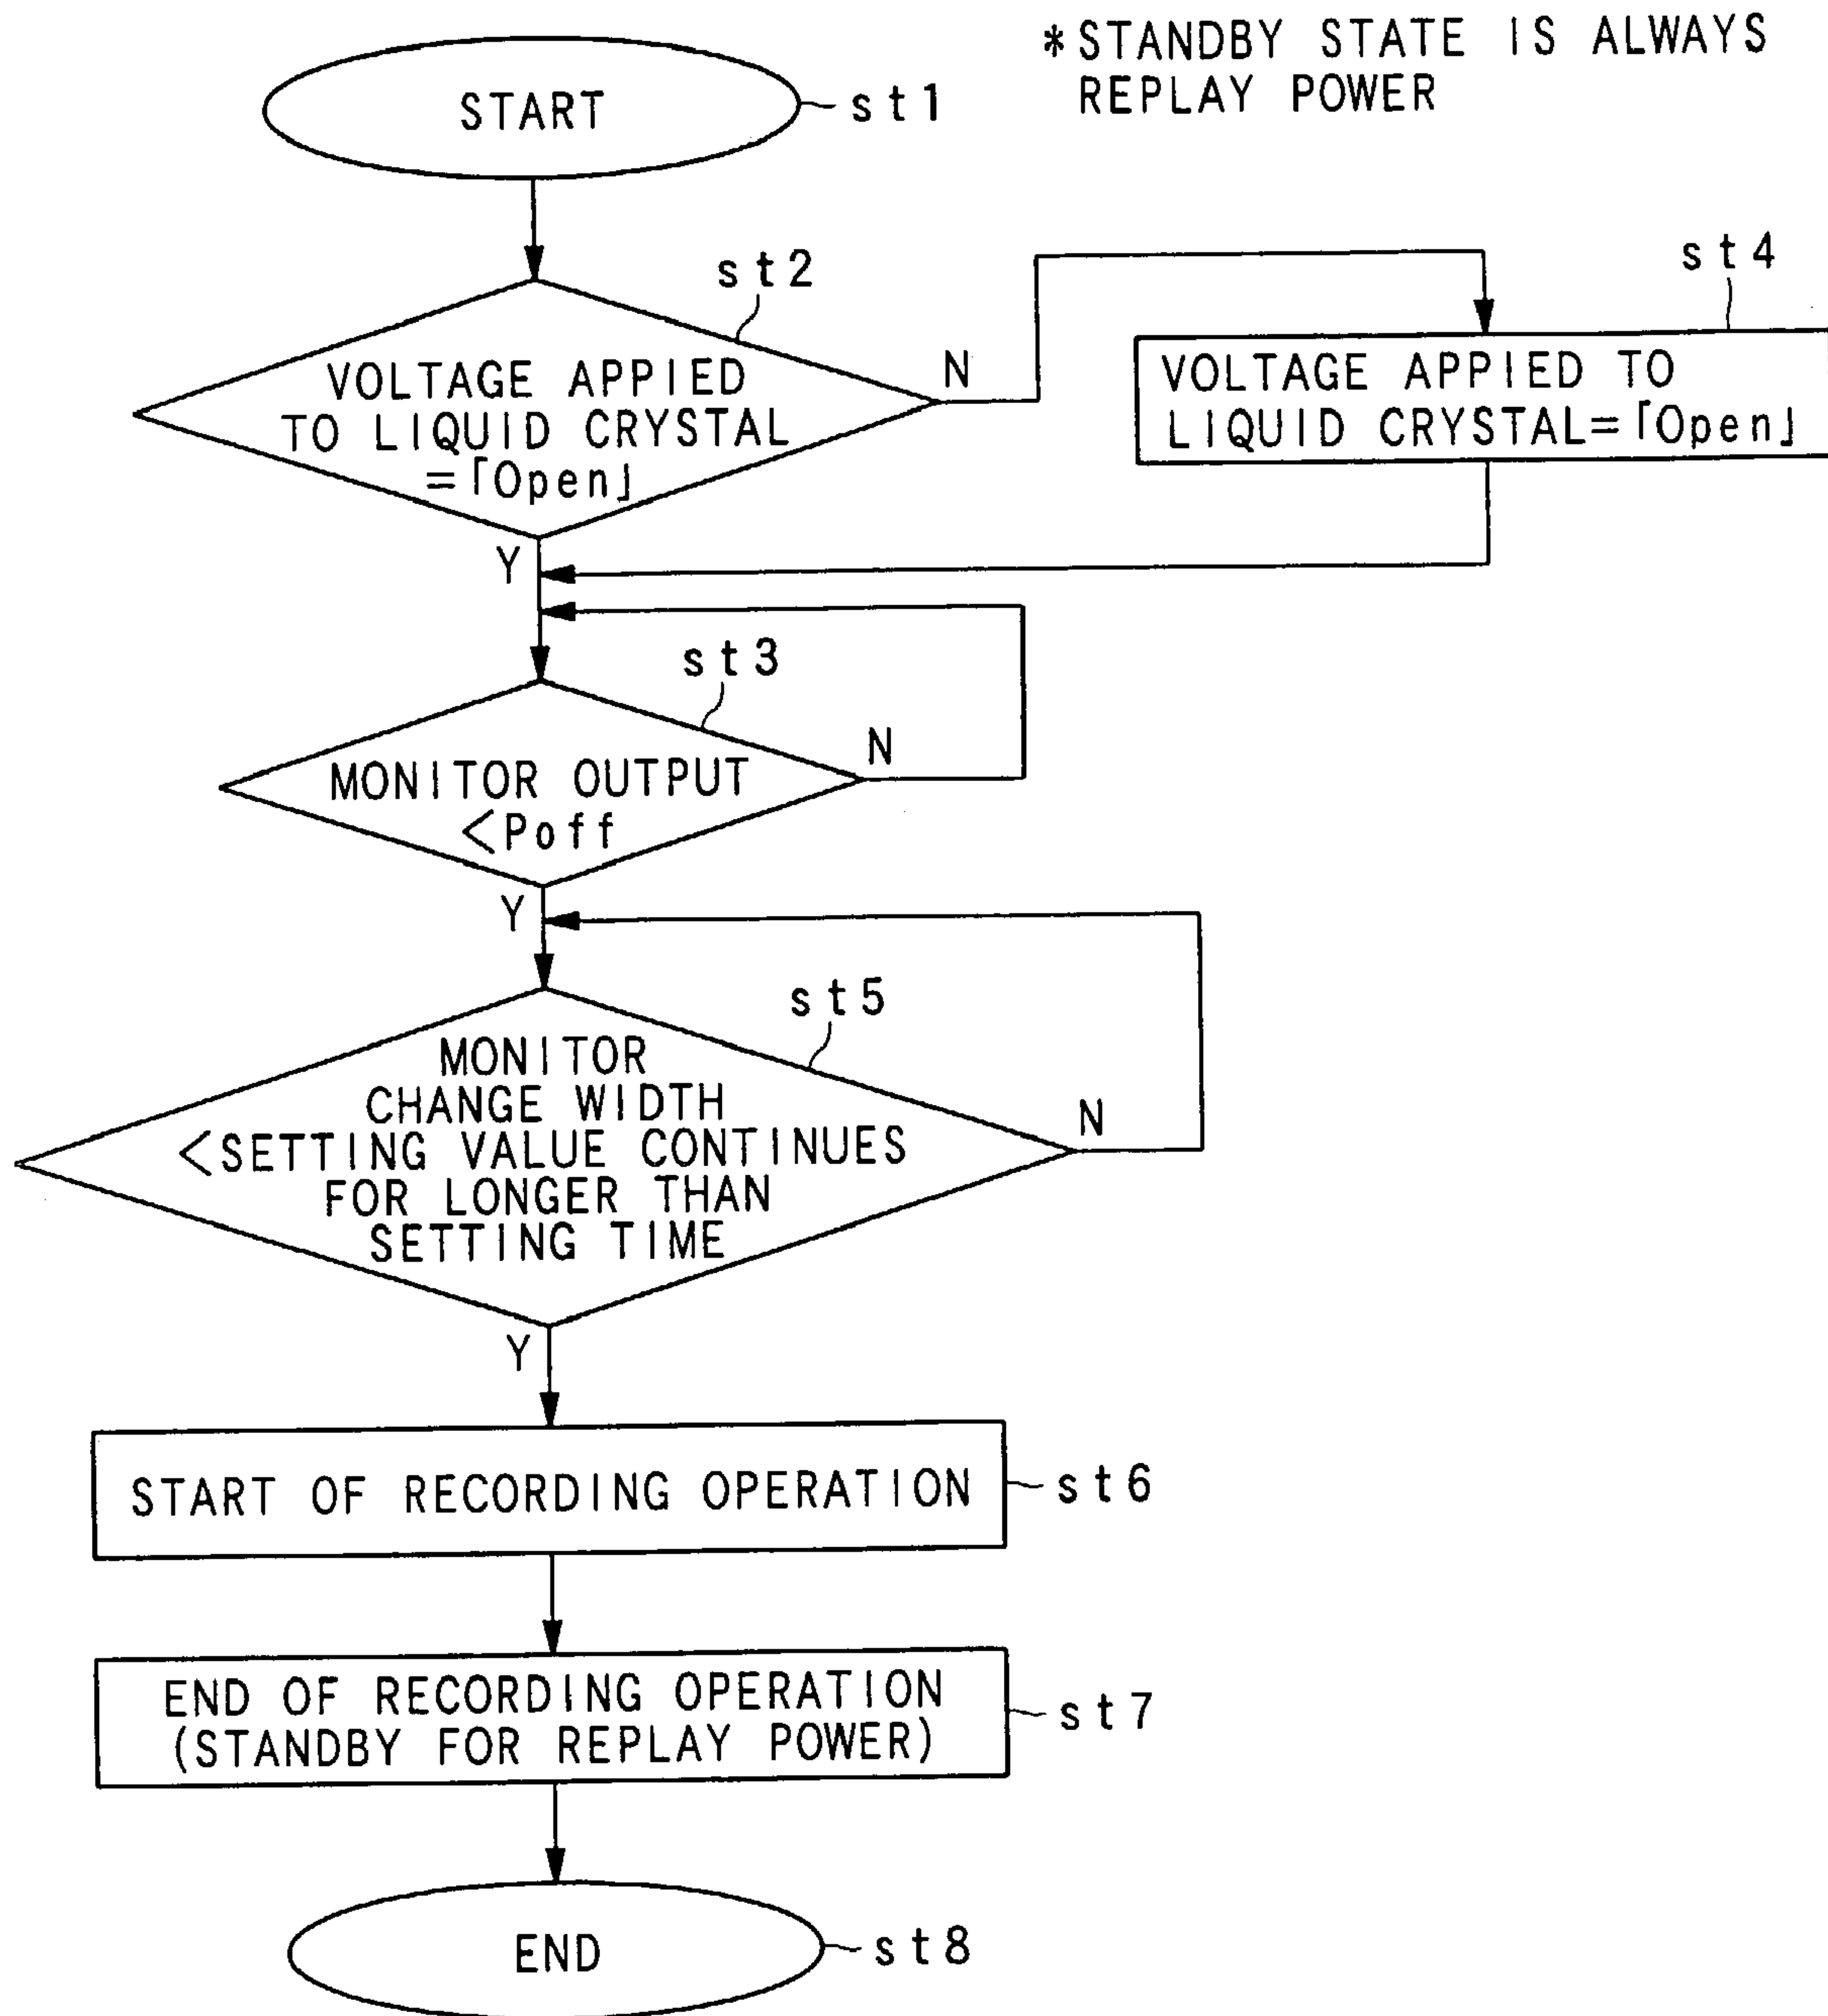 *STANDBY STATE IS ALWAYS
REPLAY POWER
START
st1
st2
VOLTAGE APPIED
TO LIQUID CRYSTAL
=「Open」
N
Y
st4
VOLTAGE APPIED TO
LIQUID CRYSTAL=「Open」
st3
MONITOR OUTPUT
<Poff
N
Y
st5
MONITOR
CHANGE WIDTH
<SETTING VALUE CONTINUES
FOR LONGER THAN
SETTING TIME
N
Y
START OF RECORDING OPERATION
st6
END OF RECORDING OPERATION
(STANDBY FOR REPLAY POWER)
st7
END
st8